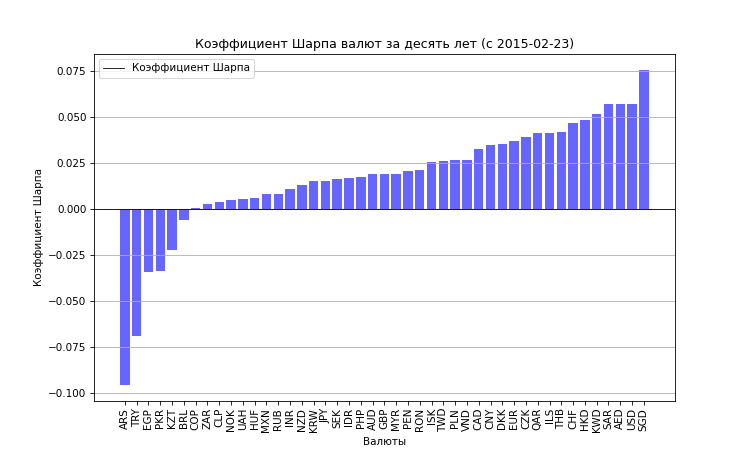 Коэффициент Шарпа валют за десять лет (с 2015-02-23)
Коэффициент Шарпа
Коэффициент Шарпа
0.075
0.050
0.025
0.000
−0.025
−0.050
−0.075
−0.100
ARS
TRY
EGP
PKR
KZT
BRL
COP
ZAR
CLP
NOK
UAH
HUF
MXN
RUB
INR
NZD
KRW
JPY
SEK
IDR
PHP
AUD
GBP
MYR
PEN
RON
ISK
TWD
PLN
VND
CAD
CNY
DKK
EUR
CZK
QAR
ILS
THB
CHF
HKD
KWD
SAR
AED
USD
SGD
Валюты